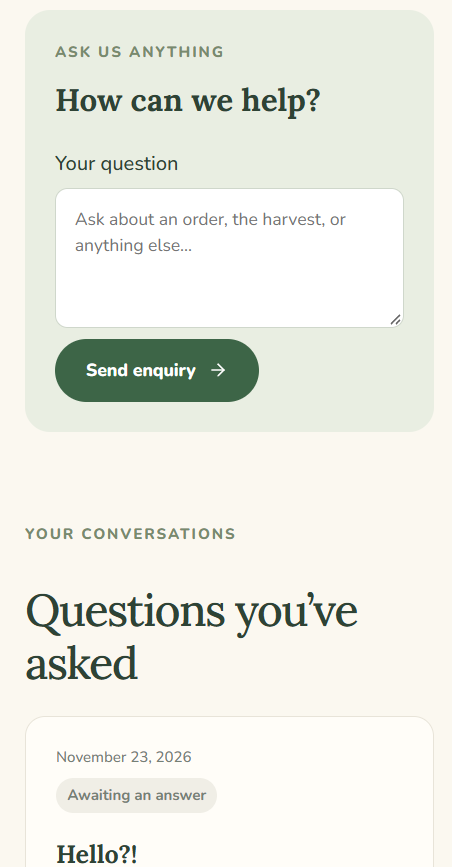 ASK US ANYTHING
How can we help?
Your question
Ask about an order, the harvest, or
anything else...
Send enquiry →
YOUR CONVERSATIONS
Questions you’ve
asked
November 23, 2026
Awaiting an answer
Hello?!